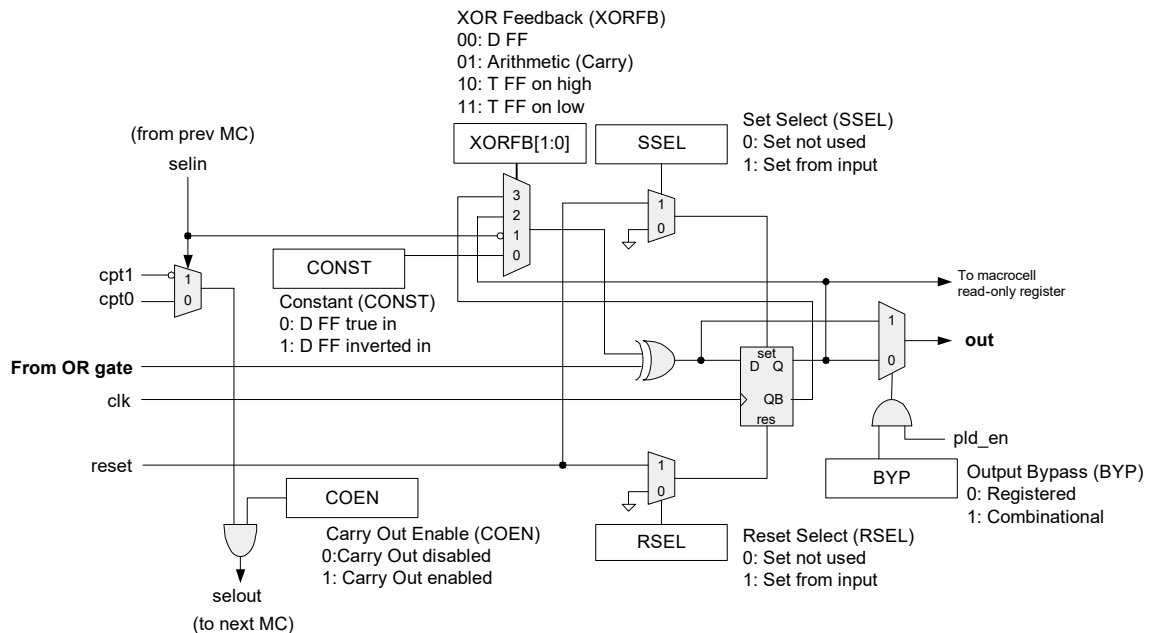 XOR Feedback (XORFB)
00: D FF
01: Arithmetic (Carry)
10: T FF on high
11: T FF on low
(from prev MC)
selin
XORFB[1:0]
SSEL
Set Select (SSEL)
0: Set not used
1: Set from input
3
2
1
0
1
0
CONST
Constant (CONST)
0: D FF true in
1: D FF inverted in
cpt1
cpt0
1
0
To macrocell
read-only register
1
0
out
From OR gate
set
D Q
QB
res
clk
pld_en
reset
1
0
BYP
Output Bypass (BYP)
0: Registered
1: Combinational
COEN
Carry Out Enable (COEN)
0:Carry Out disabled
1: Carry Out enabled
RSEL
Reset Select (RSEL)
0: Set not used
1: Set from input
selout
(to next MC)